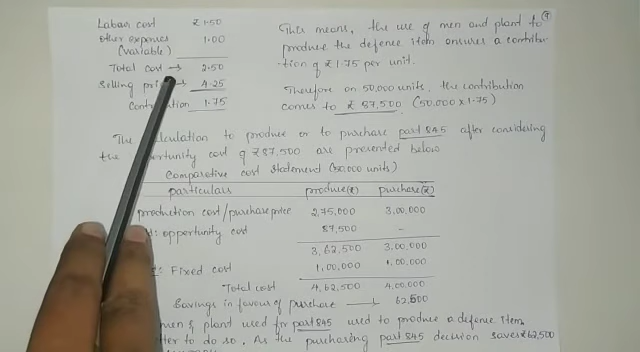 Labour cost ₹1.50
other expenses 1.00
(variable)
Total cost → 2.50
Selling → 4.25
1.75
This means, the use of men and plant to
produce the defence item ensures a contribu-
-tion of ₹1.75 per unit.
Therefore on 50,000 units, the contribution
comes to ₹ 87,500 (50,000 x 1.75)
The to produce or to purchase part 845 after considering
the cost of ₹87,500 are presented below
Comparative cost statement (50,000 units)
particulars produce(₹) purchase(₹)
production cost/purchase price 2,75,000 3,00,000
opportunity cost 87,500 -
3,62,500 3,00,000
Fixed cost 1,00,000 1,00,000
Total cost 4,62,500 4,00,000
Savings in favour of purchase → 62,500
men & plant used for part 845 used to produce a defence item
to do so. As the purchasing part 845 decision saves ₹62,500